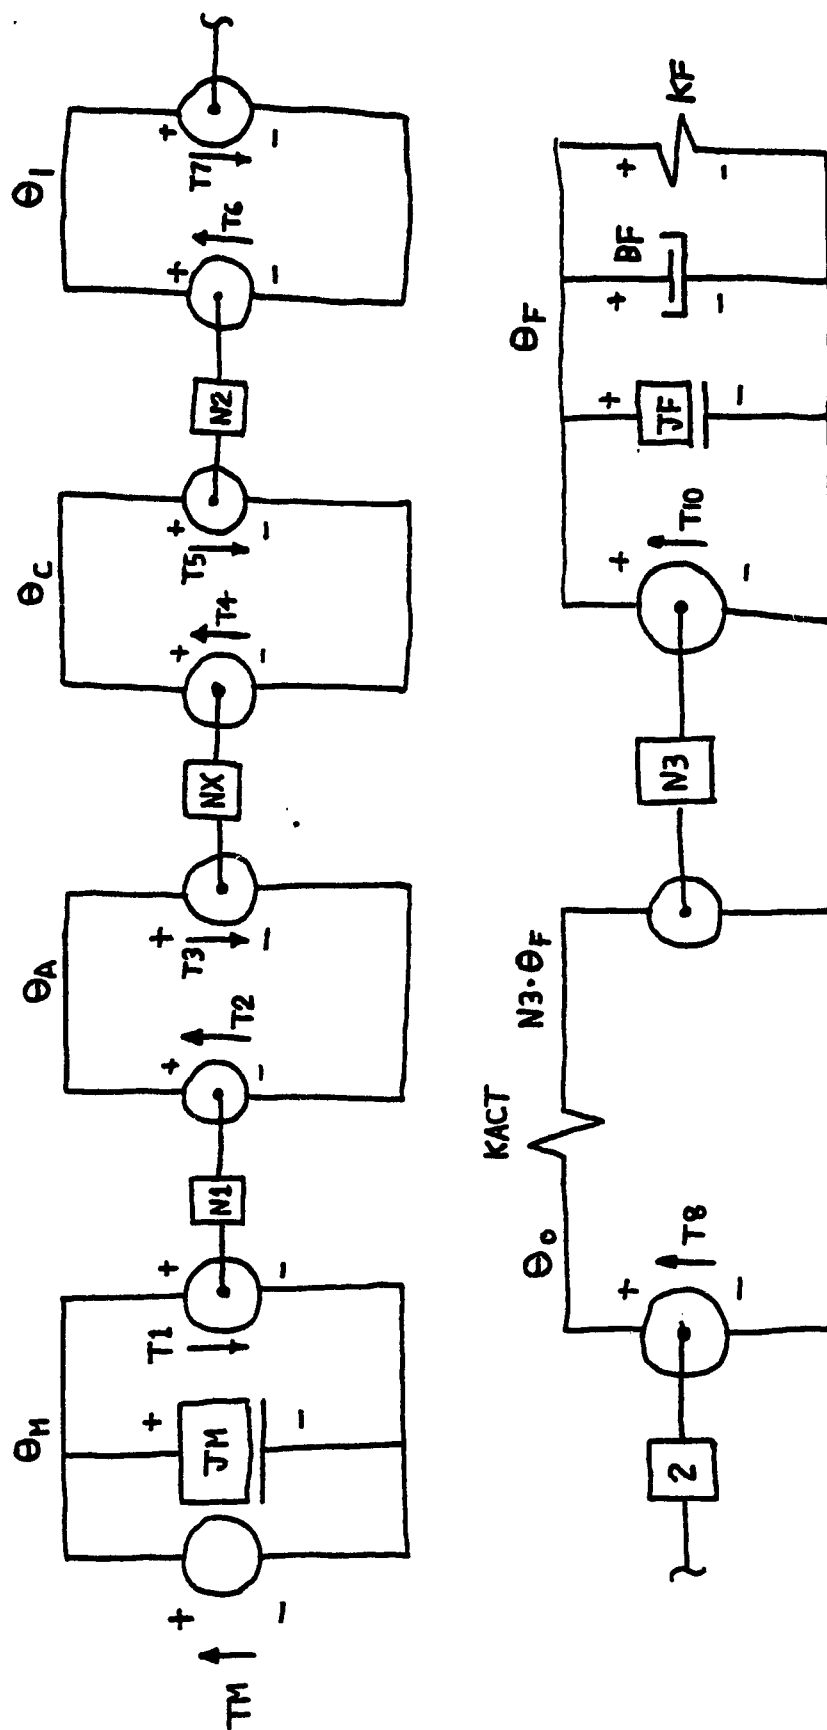 ΘM
ΘA
ΘC
ΘI
TM
JM
T1
N1
T2
T3
NX
T4
T5
N2
T6
T7
Θo
KACT
N3·ΘF
ΘF
2
T8
N3
T10
JF
BF
KF